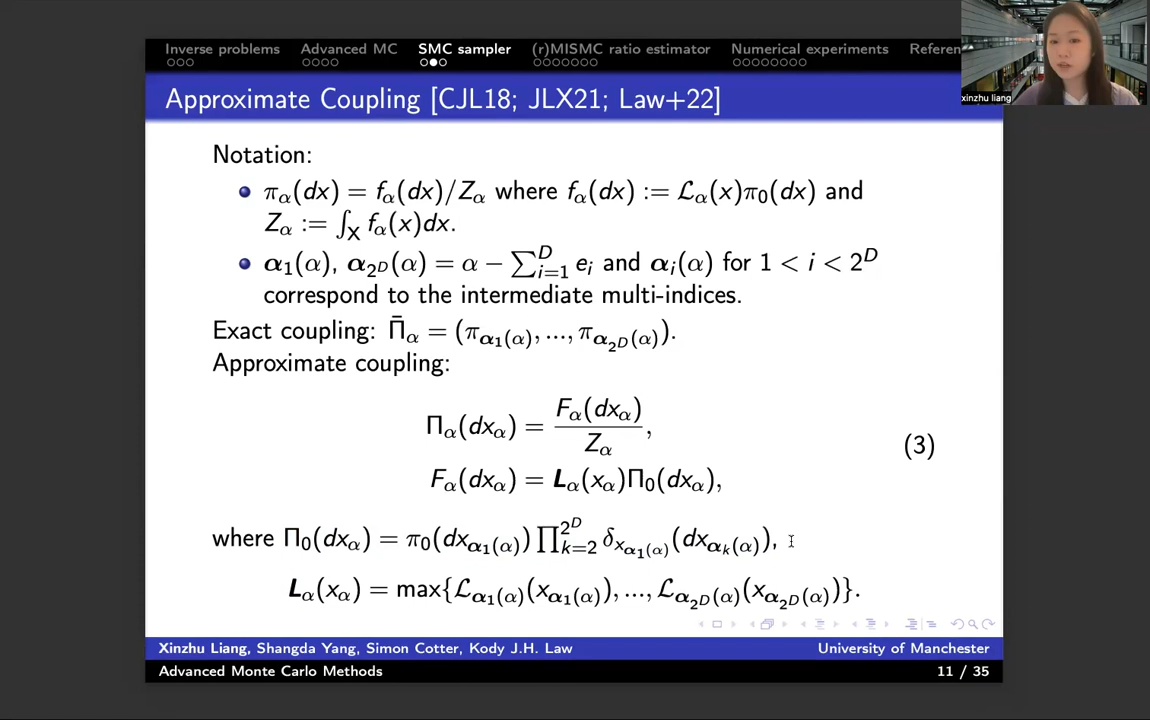 Inverse problems Advanced MC SMC sampler (r)MISMC ratio estimator Numerical experiments Referen
xinzhu liang
Approximate Coupling [CJL18; JLX21; Law+22]
Notation:
π_α(dx) = f_α(dx)/Z_α where f_α(dx) := ℒ_α(x)π_0(dx) and
Z_α := ∫_X f_α(x)dx.
𝜶_1(α), 𝜶_{2^D}(α) = α − ∑_{i=1}^D e_i and 𝜶_i(α) for 1 < i < 2^D
correspond to the intermediate multi-indices.
Exact coupling: Π̄_α = (π_{𝜶_1(α)}, ..., π_{𝜶_{2^D}(α)}).
Approximate coupling:
Π_α(dx_α) = F_α(dx_α)/Z_α,
(3)
F_α(dx_α) = 𝑳_α(x_α)Π_0(dx_α),
where Π_0(dx_α) = π_0(dx_{𝜶_1(α)}) ∏_{k=2}^{2^D} δ_{x_{𝜶_1(α)}}(dx_{𝜶_k(α)}),
𝑳_α(x_α) = max{ℒ_{𝜶_1(α)}(x_{𝜶_1(α)}), ..., ℒ_{𝜶_{2^D}(α)}(x_{𝜶_{2^D}(α)})}.
Xinzhu Liang, Shangda Yang, Simon Cotter, Kody J.H. Law University of Manchester
Advanced Monte Carlo Methods 11 / 35